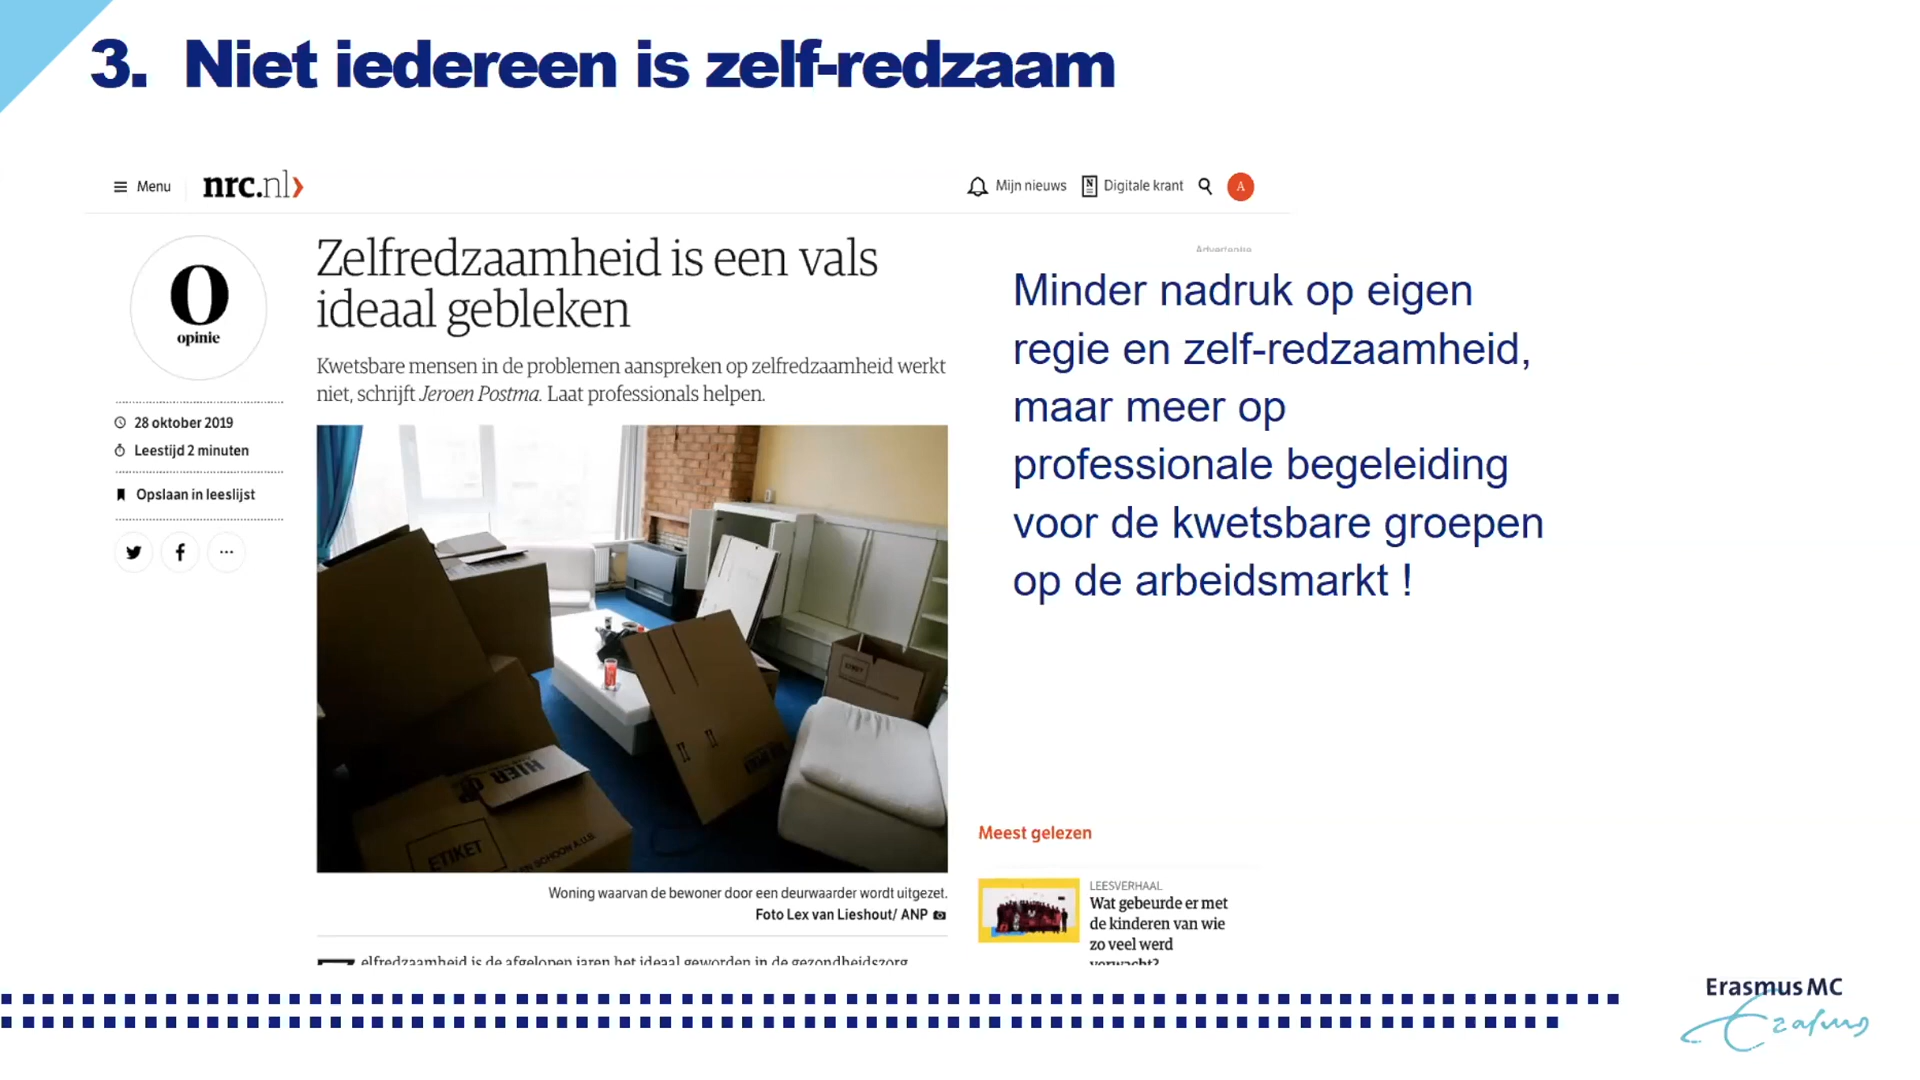 3. Niet iedereen is zelf-redzaam
Menu
nrc.nl
Mijn nieuws
Digitale krant
A
O
opinie
28 oktober 2019
Leestijd 2 minuten
Opslaan in leeslijst
Zelfredzaamheid is een vals
ideaal gebleken
Kwetsbare mensen in de problemen aanspreken op zelfredzaamheid werkt
niet, schrijft Jeroen Postma. Laat professionals helpen.
HIER
ETIKET
ETIKET
Woning waarvan de bewoner door een deurwaarder wordt uitgezet.
Foto Lex van Lieshout/ ANP
elfredzaamheid is de afgelopen jaren het ideaal geworden in de gezondheidszorg
Advertentie
Minder nadruk op eigen
regie en zelf-redzaamheid,
maar meer op
professionale begeleiding
voor de kwetsbare groepen
op de arbeidsmarkt !
Meest gelezen
LEESVERHAAL
Wat gebeurde er met
de kinderen van wie
zo veel werd
verwacht?
Erasmus MC
Erasmus